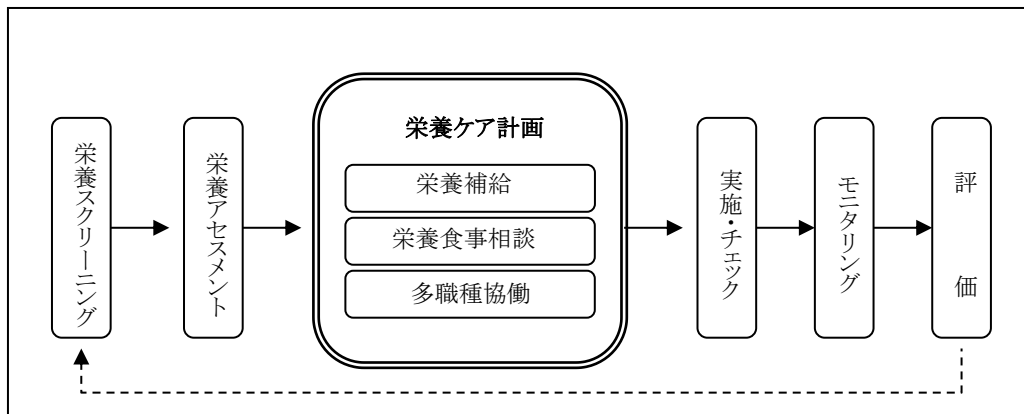 栄養スクリーニング
栄養アセスメント
栄養ケア計画
栄養補給
栄養食事相談
多職種協働
実施・チェック
モニタリング
評価